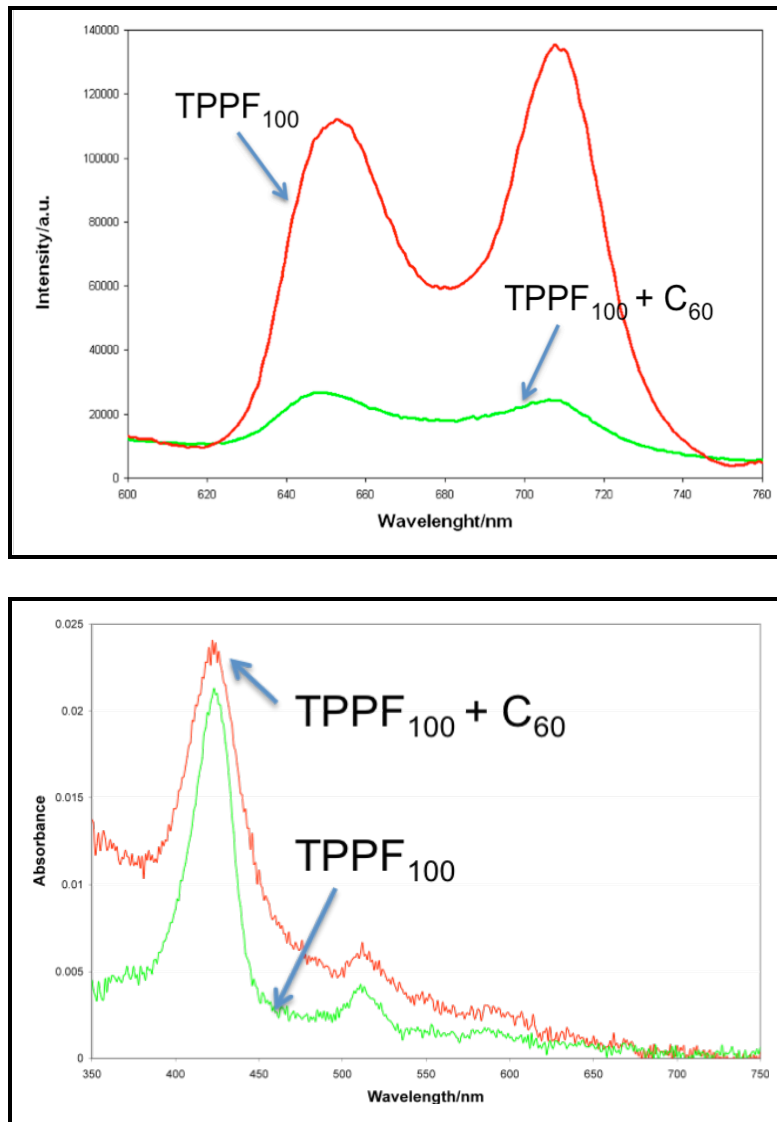 140000
120000
100000
80000
60000
40000
20000
0
Intensity/a.u.
TPPF100
TPPF100 + C60
600 620 640 660 680 700 720 740 760
Wavelenght/nm
0.025
0.02
0.015
0.01
0.005
0
Absorbance
TPPF100 + C60
TPPF100
350 400 450 500 550 600 650 700 750
Wavelength/nm